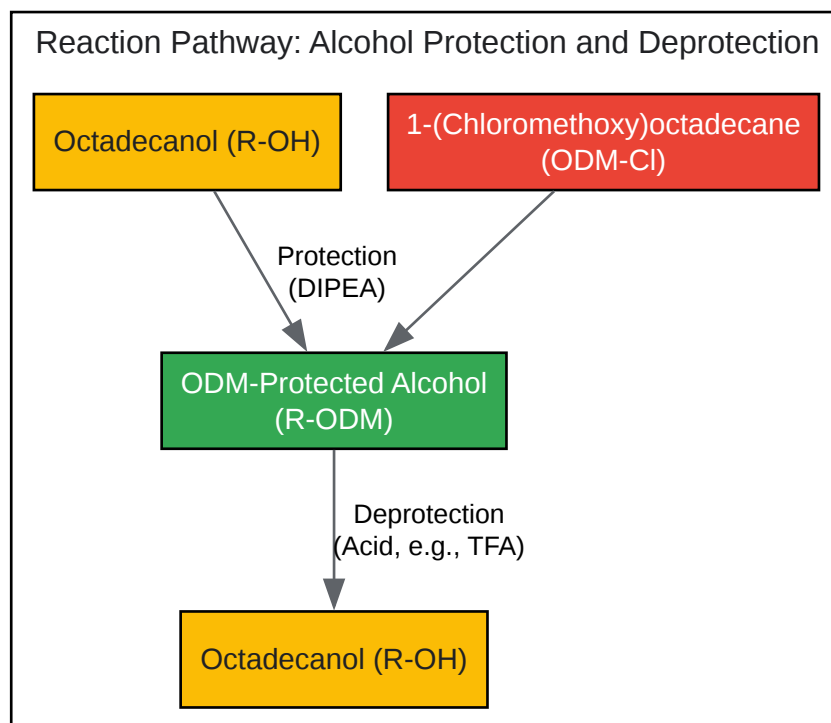 Reaction Pathway: Alcohol Protection and Deprotection
Octadecanol (R-OH)
1-(Chloromethoxy)octadecane
(ODM-Cl)
Protection
(DIPEA)
ODM-Protected Alcohol
(R-ODM)
Deprotection
(Acid, e.g., TFA)
Octadecanol (R-OH)